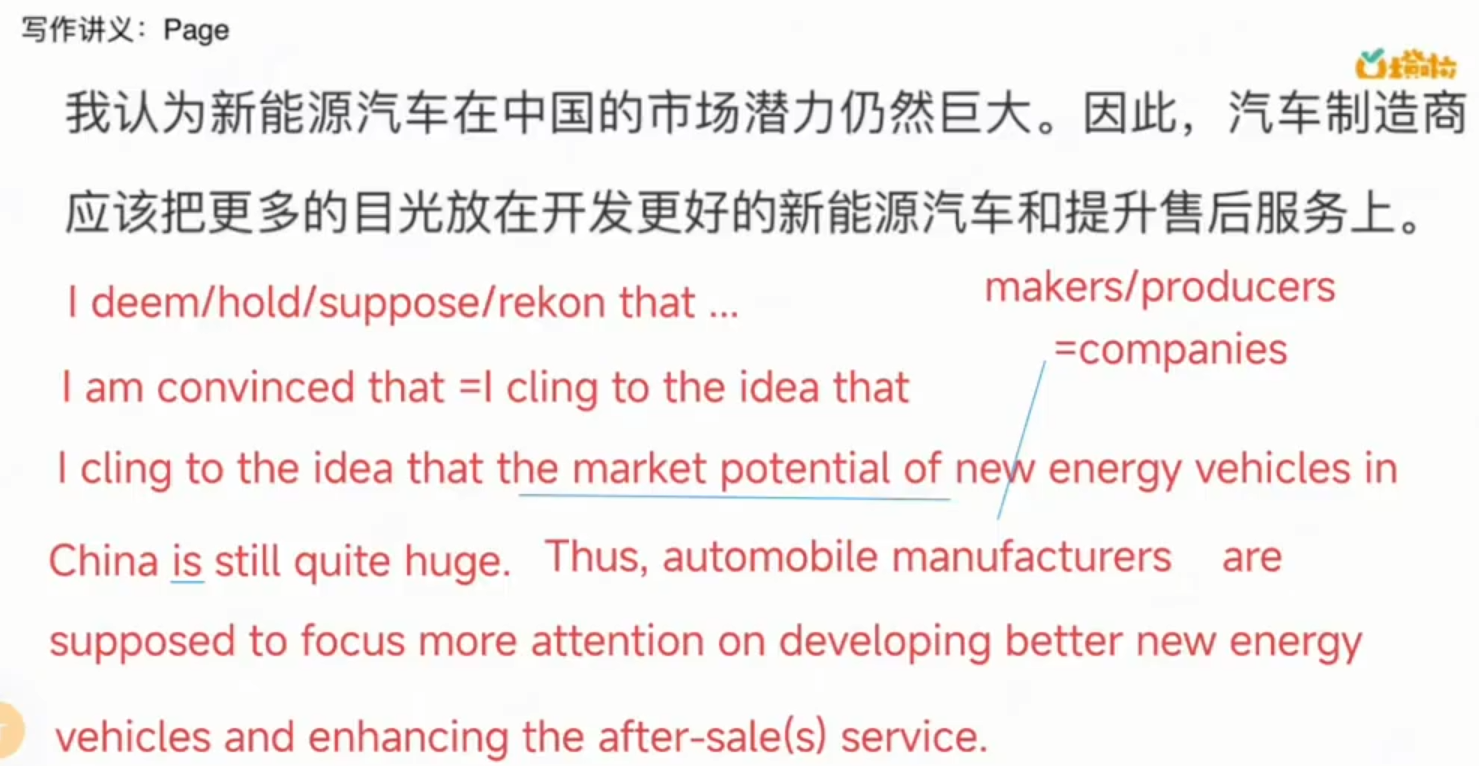 写作讲义：Page
我认为新能源汽车在中国的市场潜力仍然巨大。因此，汽车制造商
应该把更多的目光放在开发更好的新能源汽车和提升售后服务上。
I deem/hold/suppose/rekon that ...
makers/producers
=companies
I am convinced that =I cling to the idea that
I cling to the idea that the market potential of new energy vehicles in
China is still quite huge. Thus, automobile manufacturers are
supposed to focus more attention on developing better new energy
vehicles and enhancing the after-sale(s) service.